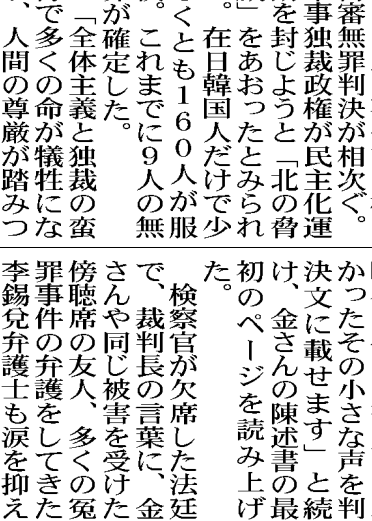 審無罪判決が相次ぐ。
事独裁政権が民主化運
を封じようと「北の脅
」をあおったとみられ
。在日韓国人だけで少
くとも１６０人が服
。これまでに９人の無
が確定した。
「全体主義と独裁の蛮
で多くの命が犠牲にな
、人間の尊厳が踏みつ
かったその小さな声を判
決文に載せます」と続
け、金さんの陳述書の最
初のページを読み上げ
た。
検察官が欠席した法廷
で、裁判長の言葉に、金
さんや同じ被害を受けた
傍聴席の友人、多くの冤
罪事件の弁護をしてきた
李錫兌弁護士も涙を抑え